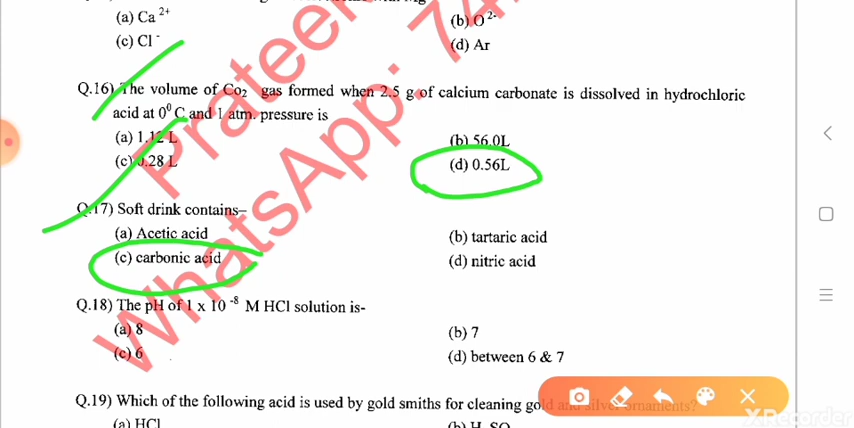 (a) Ca 2+
(b) O 2-
(c) Cl -
(d) Ar
Q.16) The volume of Co2 gas formed when 2.5 g of calcium carbonate is dissolved in hydrochloric
acid at 0 0 C and 1 atm. pressure is
(a) 1.12 L
(b) 56.0L
(c) 0.28 L
(d) 0.56L
Q.17) Soft drink contains–
(a) Acetic acid
(b) tartaric acid
(c) carbonic acid
(d) nitric acid
Q.18) The pH of 1 x 10 -8 M HCl solution is-
(a) 8
(b) 7
(c) 6
(d) between 6 & 7
Q.19) Which of the following acid is used by gold smiths for cleaning gold and silver ornaments?
(a) HCl
Prateek
WhatsApp: 74
XRecorder